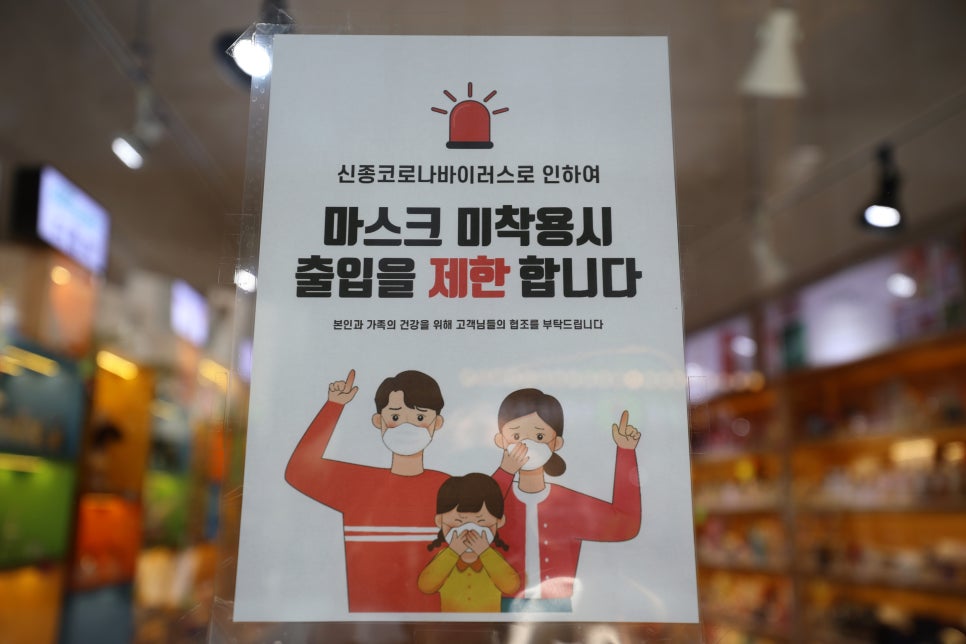 신종코로나바이러스로 인하여
마스크 미착용시
출입을 제한 합니다
본인과 가족의 건강을 위해 고객님들의 협조를 부탁드립니다